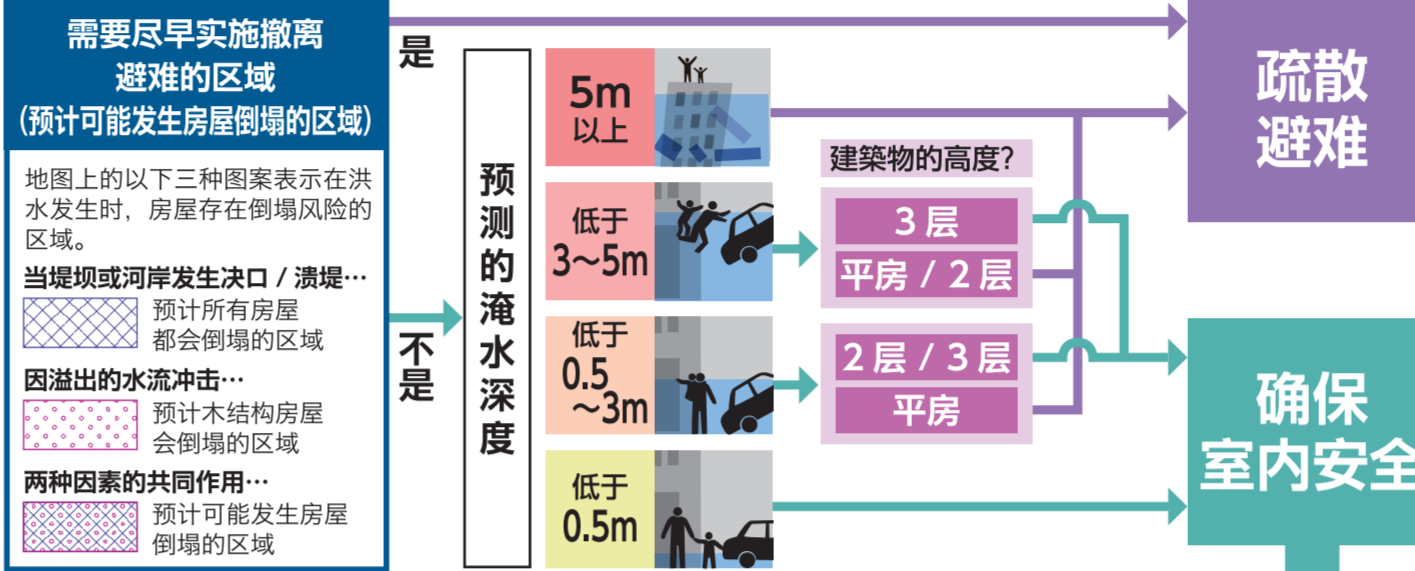 需要尽早实施撤离
避难的区域
(预计可能发生房屋倒塌的区域)
地图上的以下三种图案表示在洪
水发生时，房屋存在倒塌风险的
区域。
当堤坝或河岸发生决口 / 溃堤…
预计所有房屋
都会倒塌的区域
因溢出的水流冲击…
预计木结构房屋
会倒塌的区域
两种因素的共同作用…
预计可能发生房屋
倒塌的区域
是
不是
预测的淹水深度
5m
以上
低于
3～5m
低于
0.5
～3m
低于
0.5m
建築物的高度？
3 层
平房 / 2 层
2 层 / 3 层
平房
疏散
避难
确保
室内安全